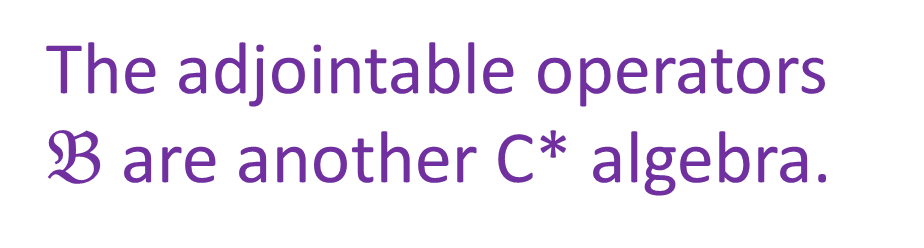 The adjointable operators
𝔅 are another C* algebra.